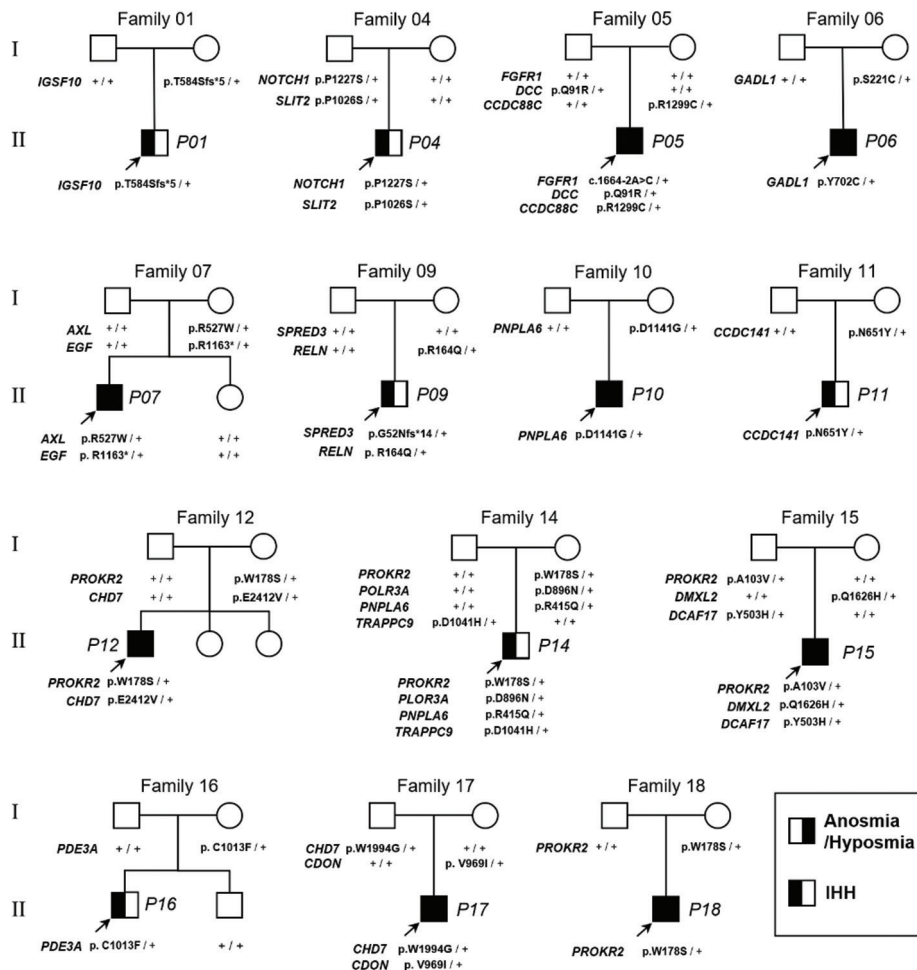 Family 01 Family 04 Family 05 Family 06
I
IGSF10 +/+ p.T584Sfs*5/+ NOTCH1 p.P1227S/+ +/+ FGFR1 +/+ +/+ GADL1 +/+ p.S221C/+
SLIT2 p.P1026S/+ +/+ DCC p.Q91R/+ +/+
CCDC88C +/+ p.R1299C/+
II
P01 P04 P05 P06
IGSF10 p.T584Sfs*5/+ NOTCH1 p.P1227S/+ FGFR1 c.1664-2A>C/+ GADL1 p.Y702C/+
SLIT2 p.P1026S/+ DCC p.Q91R/+
CCDC88C p.R1299C/+
Family 07 Family 09 Family 10 Family 11
I
AXL +/+ p.R527W/+ SPRED3 +/+ +/+ PNPLA6 +/+ p.D1141G/+ CCDC141 +/+ p.N651Y/+
EGF +/+ p.R1163*/+ RELN +/+ p.R164Q/+
II
P07 P09 P10 P11
AXL p.R527W/+ +/+ SPRED3 p.G52Nfs*14/+ PNPLA6 p.D1141G/+ CCDC141 p.N651Y/+
EGF p. R1163*/+ +/+ RELN p. R164Q/+
Family 12 Family 14 Family 15
I
PROKR2 +/+ p.W178S/+ PROKR2 +/+ p.W178S/+ PROKR2 p.A103V/+ +/+
CHD7 +/+ p.E2412V/+ POLR3A +/+ p.D896N/+ DMXL2 +/+ p.Q1626H/+
PNPLA6 +/+ p.R415Q/+ DCAF17 p.Y503H/+ +/+
TRAPPC9 p.D1041H/+ +/+
II
P12 P14 P15
PROKR2 p.W178S/+ PROKR2 p.W178S/+ PROKR2 p.A103V/+
CHD7 p.E2412V/+ PLOR3A p.D896N/+ DMXL2 p.Q1626H/+
PNPLA6 p.R415Q/+ DCAF17 p.Y503H/+
TRAPPC9 p.D1041H/+
Family 16 Family 17 Family 18
I
PDE3A +/+ p. C1013F/+ CHD7 p.W1994G/+ +/+ PROKR2 +/+ p.W178S/+
CDON +/+ p. V969I/+
II
P16 P17 P18
PDE3A p. C1013F/+ +/+ CHD7 p.W1994G/+ PROKR2 p.W178S/+
CDON p. V969I/+
Anosmia
/Hyposmia
IHH